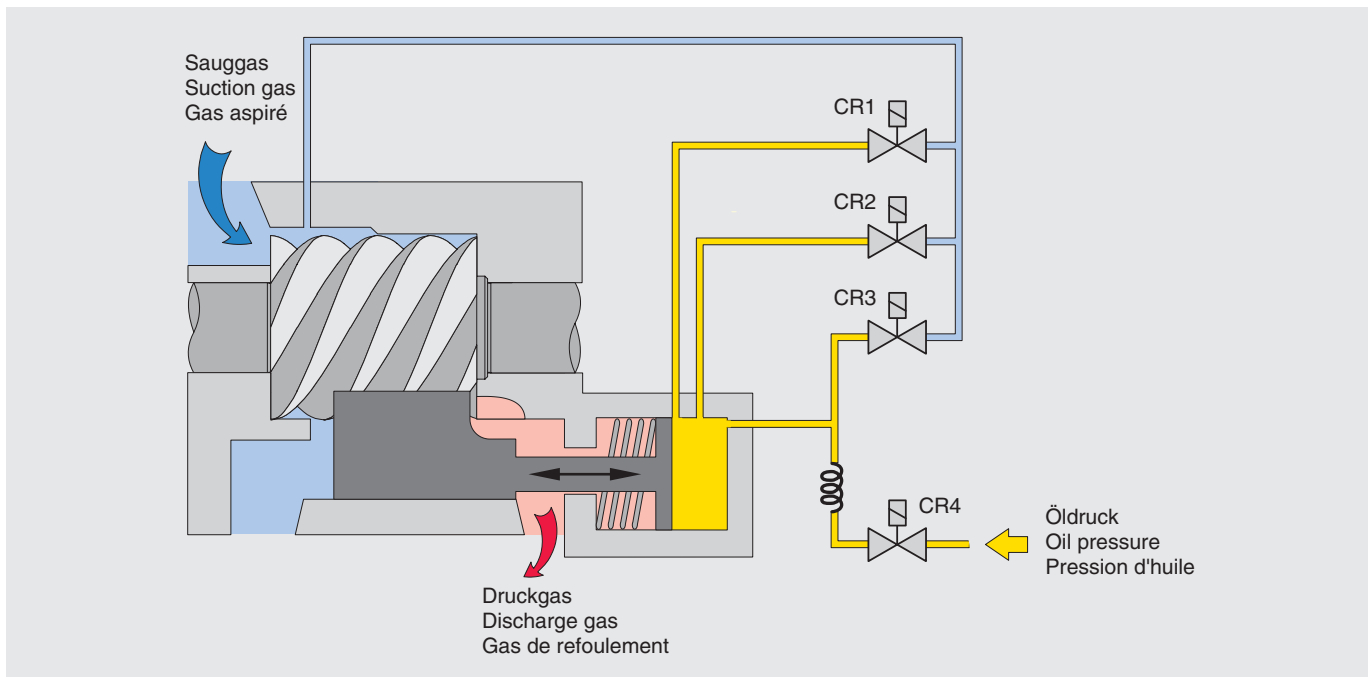 Sauggas
Suction gas
Gas aspiré
CR1
CR2
CR3
CR4
Öldruck
Oil pressure
Pression d'huile
Druckgas
Discharge gas
Gas de refoulement